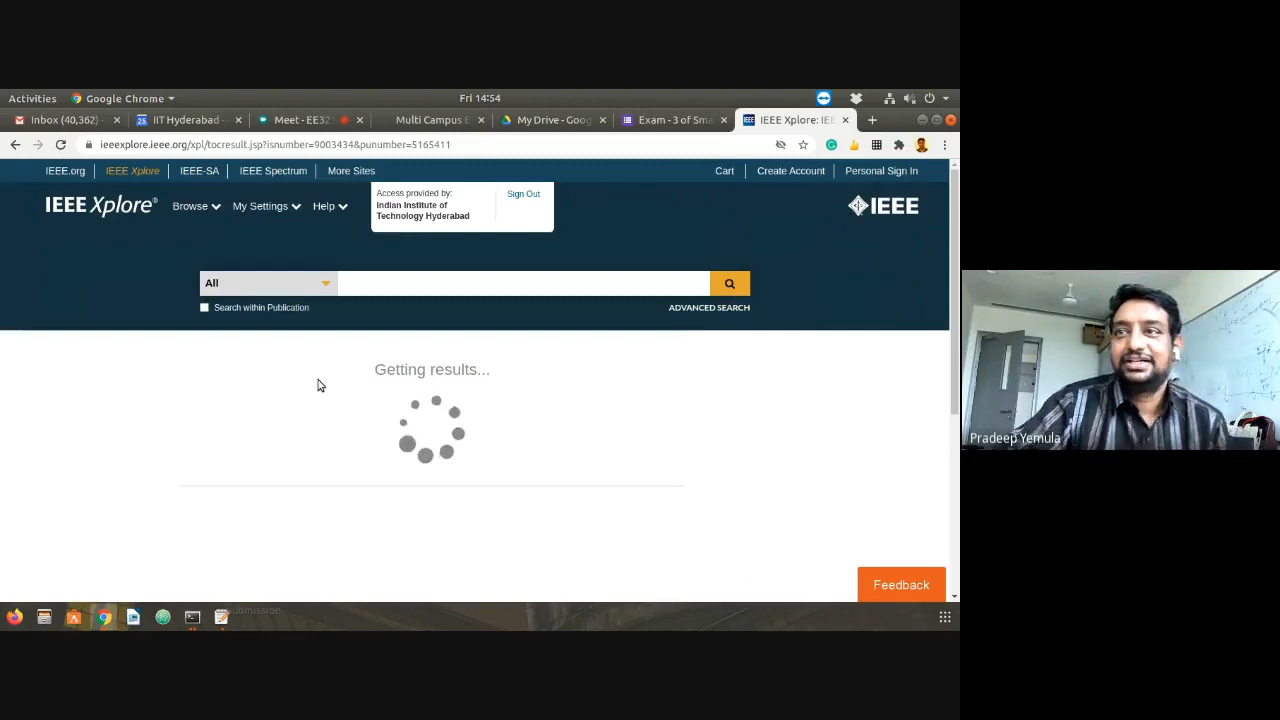 Activities Google Chrome Fri 14:54
Inbox (40,362) IIT Hyderabad Meet - EE32 Multi Campus E My Drive - Goog Exam - 3 of Sma IEEE Xplore: IEE
ieeexplore.ieee.org/xpl/tocresult.jsp?isnumber=9003434&punumber=5165411
IEEE.org IEEE Xplore IEEE-SA IEEE Spectrum More Sites Cart Create Account Personal Sign In
IEEE Xplore® Browse My Settings Help
Access provided by:
Indian Institute of
Technology Hyderabad
Sign Out
IEEE
All
Search within Publication ADVANCED SEARCH
Getting results...
Pradeep Yemula
Feedback
submission